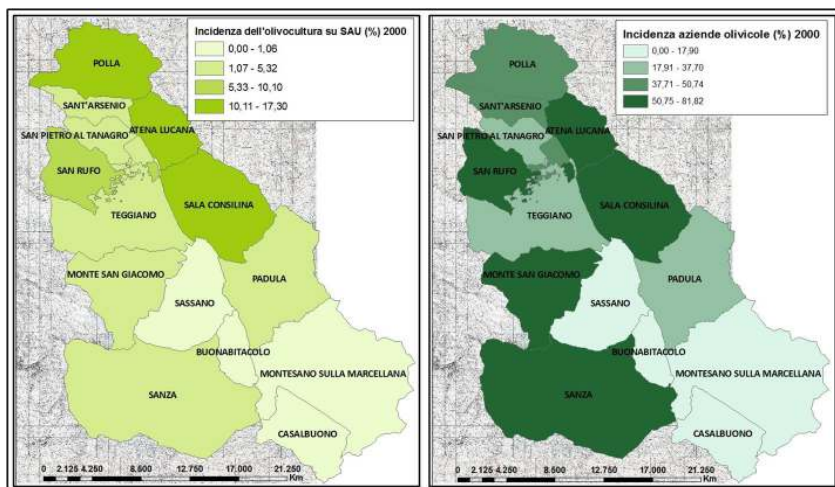 Incidenza dell'olivocultura su SAU (%) 2000
0,00 - 1,06
1,07 - 5,32
5,33 - 10,10
10,11 - 17,30
POLLA
SANT'ARSENIO
SAN PIETRO AL TANAGRO
ATENA LUCANA
SAN RUFO
SALA CONSILINA
TEGGIANO
MONTE SAN GIACOMO
PADULA
SASSANO
BUONABITACOLO
MONTESANO SULLA MARCELLANA
SANZA
CASALBUONO
0 2.125 4.250 8.500 12.750 17.000 21.250
Km
Incidenza aziende olivicole (%) 2000
0,00 - 17,90
17,91 - 37,70
37,71 - 50,74
50,75 - 81,82
POLLA
SANT'ARSENIO
SAN PIETRO AL TANAGRO
ATENA LUCANA
SAN RUFO
SALA CONSILINA
TEGGIANO
MONTE SAN GIACOMO
PADULA
SASSANO
BUONABITACOLO
MONTESANO SULLA MARCELLANA
SANZA
CASALBUONO
0 2.125 4.250 8.500 12.750 17.000 21.250
Km